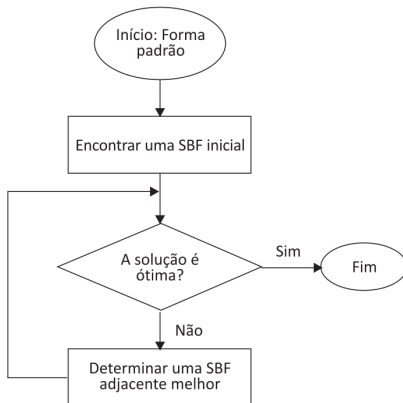 Início: Forma
padrão
Encontrar uma SBF inicial
A solução é
ótima?
Sim
Fim
Não
Determinar uma SBF
adjacente melhor